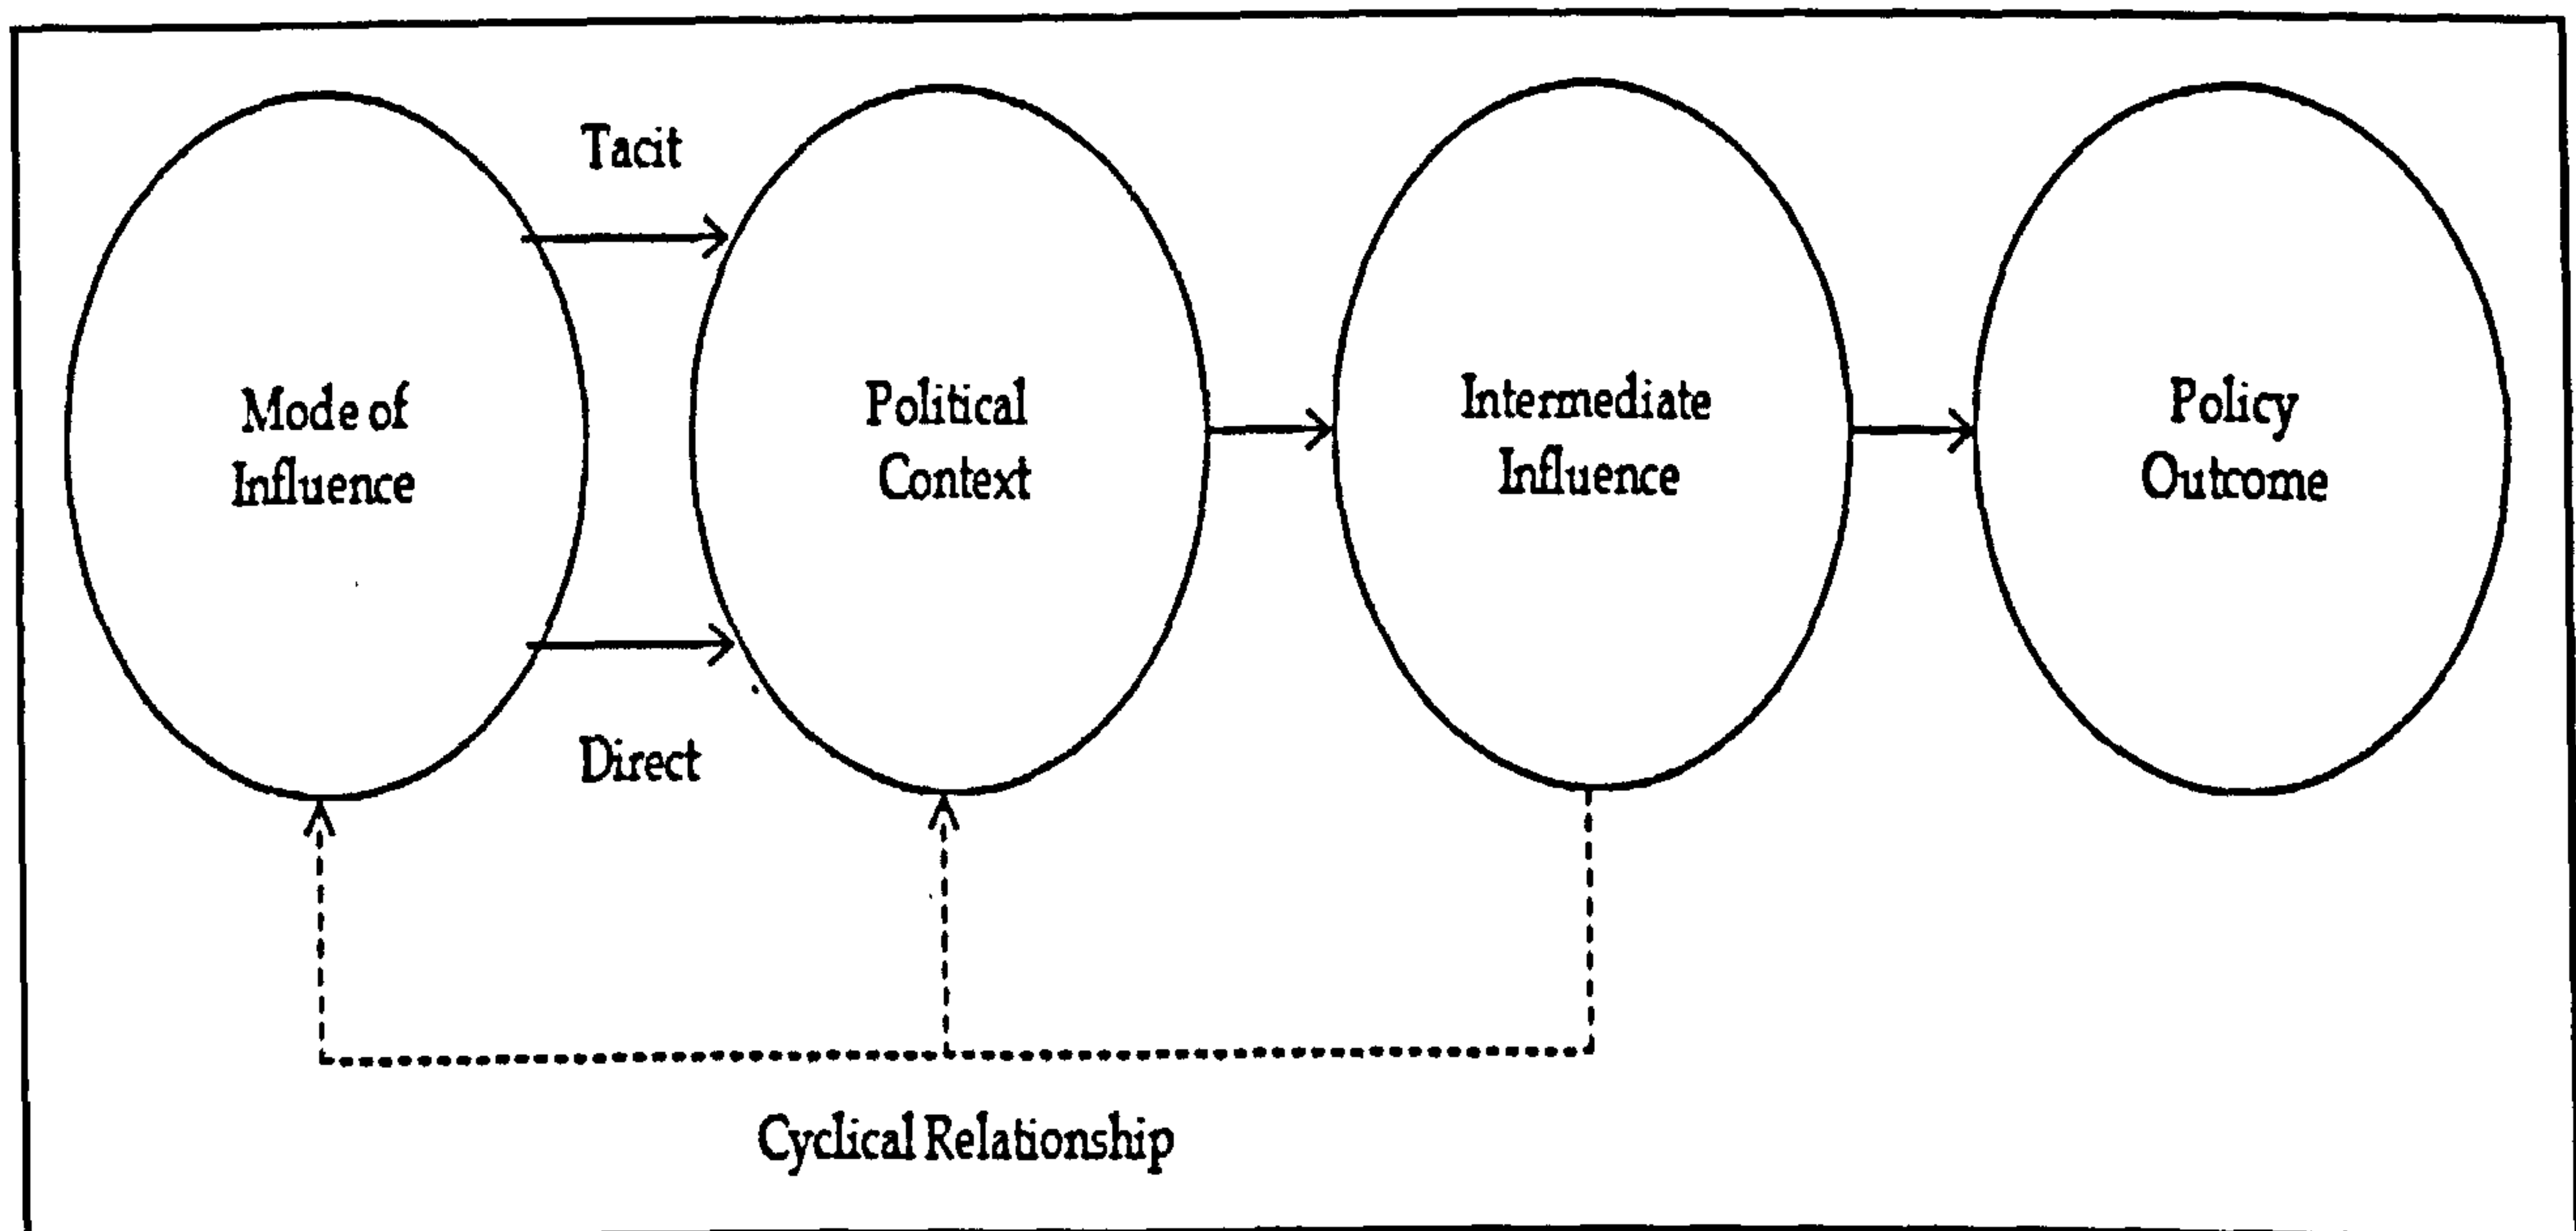 Tacit
Mode of
Influence
Political
Context
Intermediate
Influence
Policy
Outcome
Direct
Cyclical Relationship